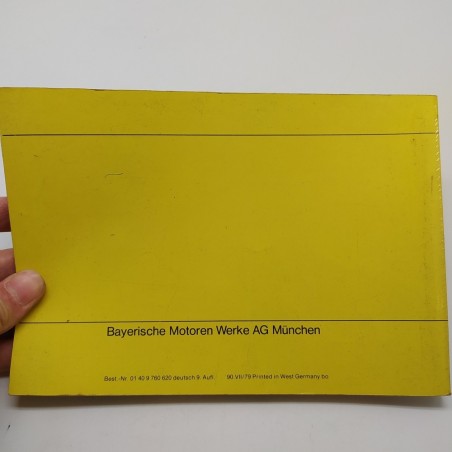 Bayerische Motoren Werke AG München
Best.-Nr. 01 40 9 760 620 deutsch 9. Aufl. 90 VII/79 Printed in West Germany bo